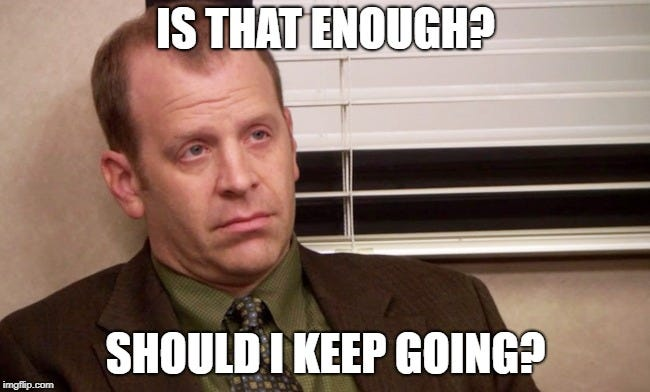 IS THAT ENOUGH?
SHOULD I KEEP GOING?
imgflip.com